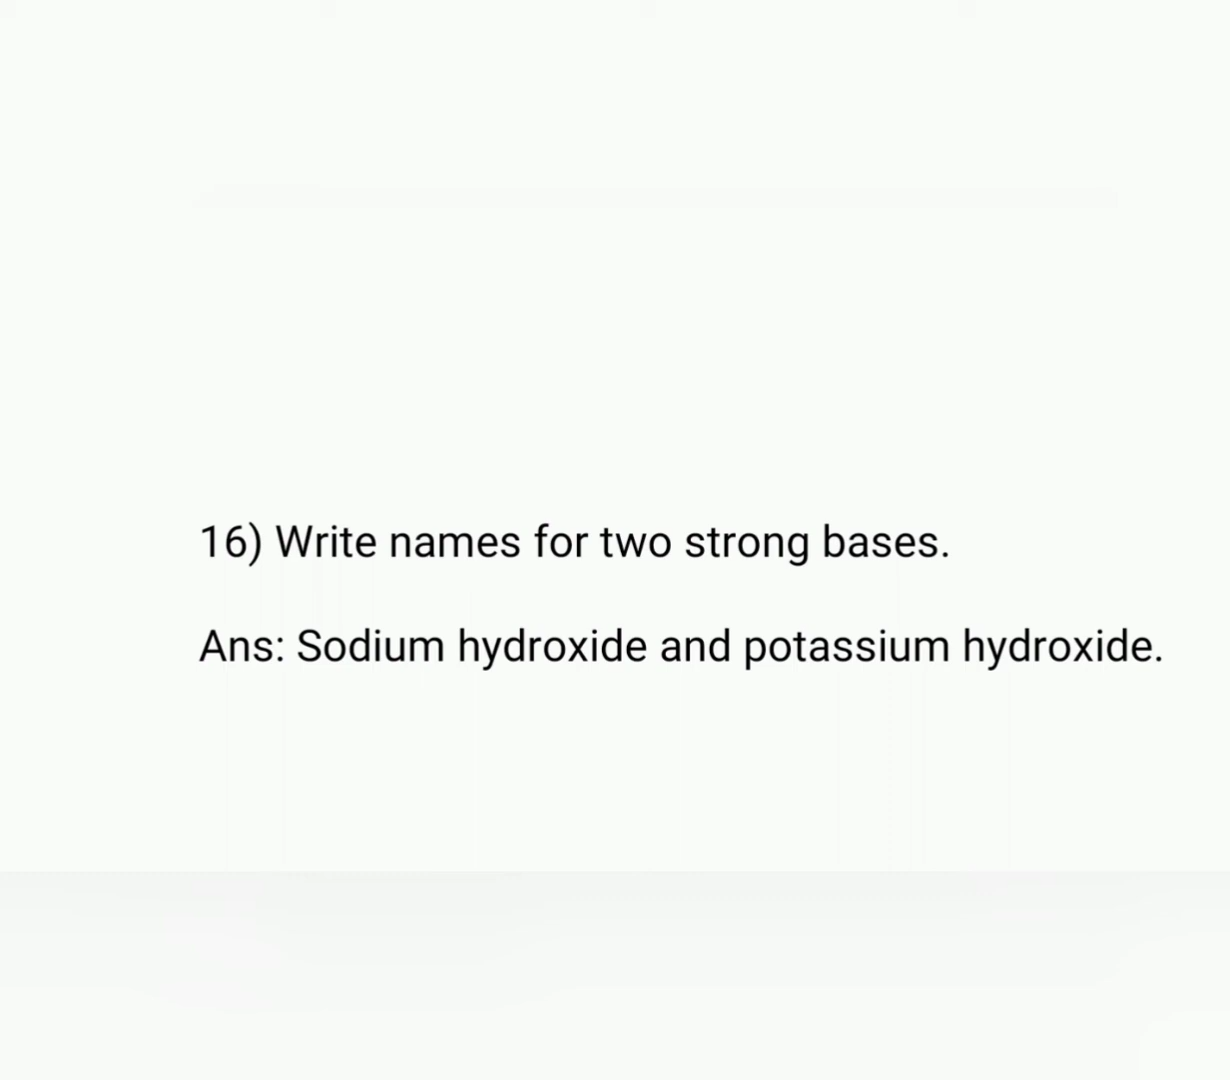 16) Write names for two strong bases.
Ans: Sodium hydroxide and potassium hydroxide.